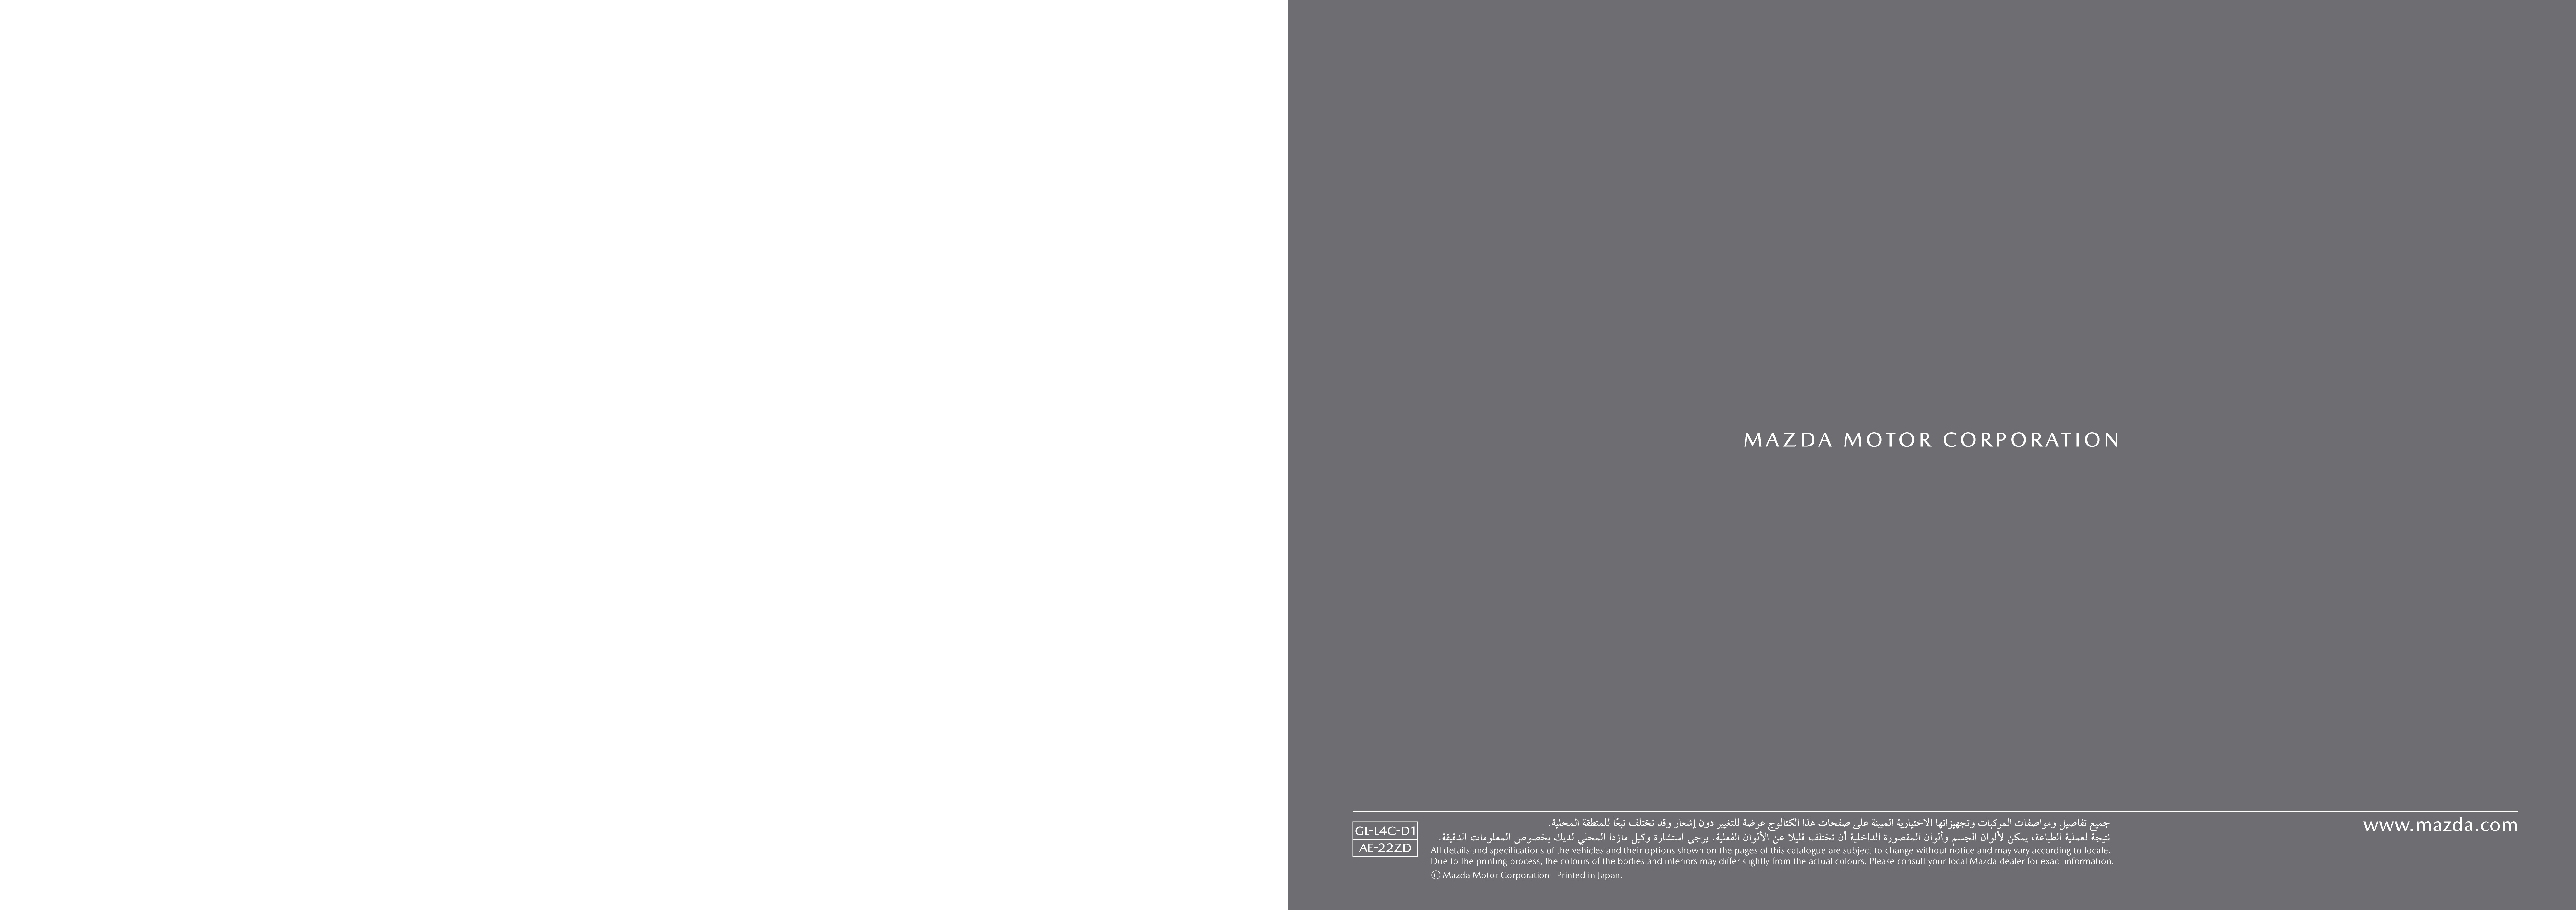 MAZDA MOTOR CORPORATION
GL-L4C-D1
AE-22ZD
جميع تفاصيل ومواصفات المركبات وتجهيزاتها الاختيارية المبينة على صفحات هذا الكتالوج عرضة للتغيير دون إشعار وقد تختلف تبعًا للمنطقة المحلية.
نتيجة لعملية الطباعة، يمكن لألوان الجسم وألوان المقصورة الداخلية أن تختلف قليلا عن الألوان الفعلية. يرجى استشارة وكيل مازدا المحلي لديك بخصوص المعلومات الدقيقة.
All details and specifications of the vehicles and their options shown on the pages of this catalogue are subject to change without notice and may vary according to locale.
Due to the printing process, the colours of the bodies and interiors may differ slightly from the actual colours. Please consult your local Mazda dealer for exact information.
© Mazda Motor Corporation Printed in Japan.
www.mazda.com